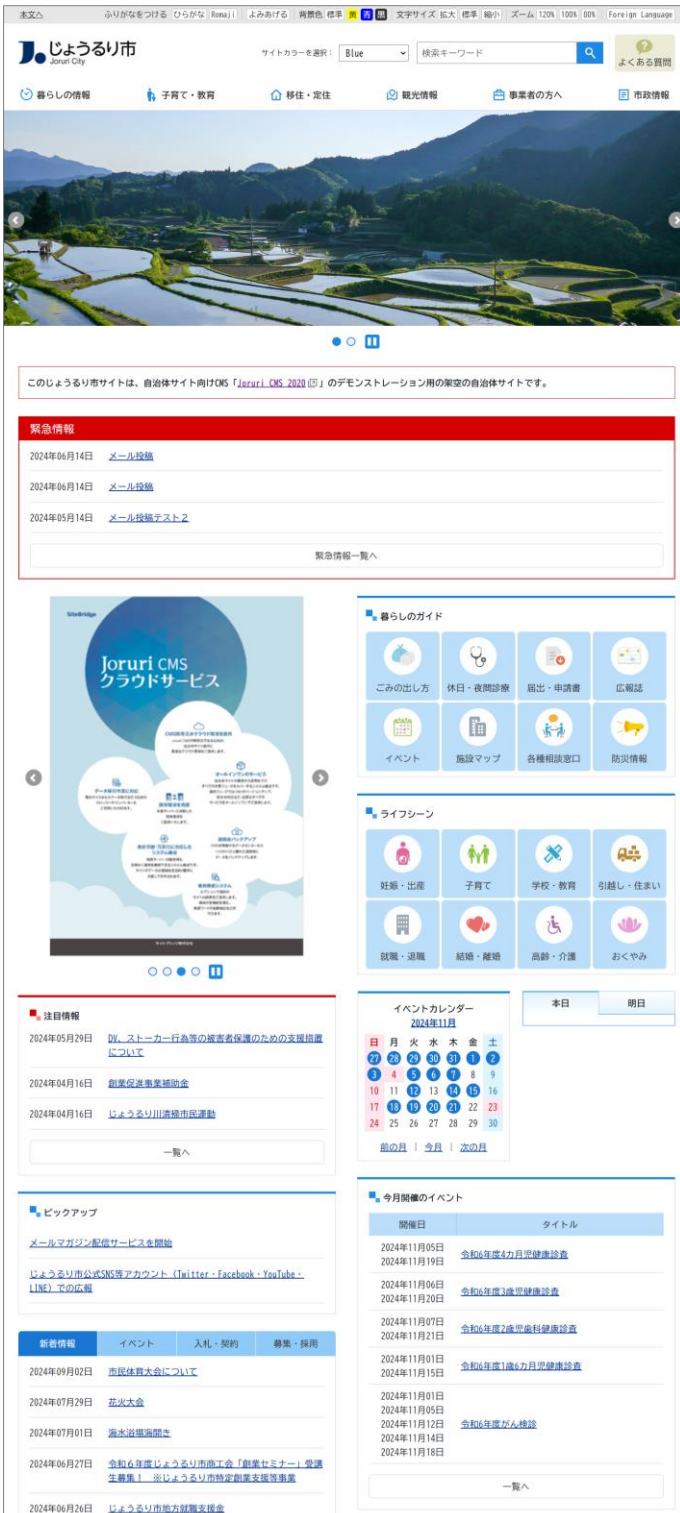 本文へ ふりがなをつける ひらがな Romaji よみあげる 背景色 標準 黄 青 黒 文字サイズ 拡大 標準 縮小 ズーム 120% 100% 80% Foreign Language
じょうるり市
Joruri City
サイトカラーを選択: Blue 検索キーワード
よくある質問
暮らしの情報 子育て・教育 移住・定住 観光情報 事業者の方へ 市政情報
このじょうるり市サイトは、自治体サイト向けCMS「Joruri CMS 2020」のデモンストレーション用の架空の自治体サイトです。
緊急情報
2024年06月14日 メール投稿
2024年06月14日 メール投稿
2024年05月14日 メール投稿テスト２
緊急情報一覧へ
SiteBridge
Joruri CMS
クラウドサービス
サイトブリッジ株式会社
暮らしのガイド
ごみの出し方 休日・夜間診療 届出・申請書 広報誌
イベント 施設マップ 各種相談窓口 防災情報
ライフシーン
妊娠・出産 子育て 学校・教育 引越し・住まい
就職・退職 結婚・離婚 高齢・介護 おくやみ
注目情報
2024年05月29日 DV、ストーカー行為等の被害者保護のための支援措置
について
2024年04月16日 創業促進事業補助金
2024年04月16日 じょうるり川清掃市民運動
一覧へ
イベントカレンダー
2024年11月
日 月 火 水 木 金 土
27 28 29 30 31 1 2
3 4 5 6 7 8 9
10 11 12 13 14 15 16
17 18 19 20 21 22 23
24 25 26 27 28 29 30
前の月 | 今月 | 次の月
本日 明日
ピックアップ
メールマガジン配信サービスを開始
じょうるり市公式SNS等アカウント（Twitter・Facebook・YouTube・
LINE）での広報
今月開催のイベント
開催日 タイトル
2024年11月05日
2024年11月19日
令和6年度4カ月児健康診査
2024年11月06日
2024年11月20日
令和6年度3歳児健康診査
2024年11月07日
2024年11月21日
令和6年度2歳児歯科健康診査
2024年11月01日
2024年11月15日
令和6年度1歳6カ月児健康診査
2024年11月01日
2024年11月05日
2024年11月12日
2024年11月14日
2024年11月18日
令和6年度がん検診
一覧へ
新着情報 イベント 入札・契約 募集・採用
2024年09月02日 市民体育大会について
2024年07月29日 花火大会
2024年07月01日 海水浴場海開き
2024年06月27日 令和６年度じょうるり市商工会「創業セミナー」受講
生募集！ ※じょうるり市特定創業支援等事業
2024年06月26日 じょうるり市地方就職支援金